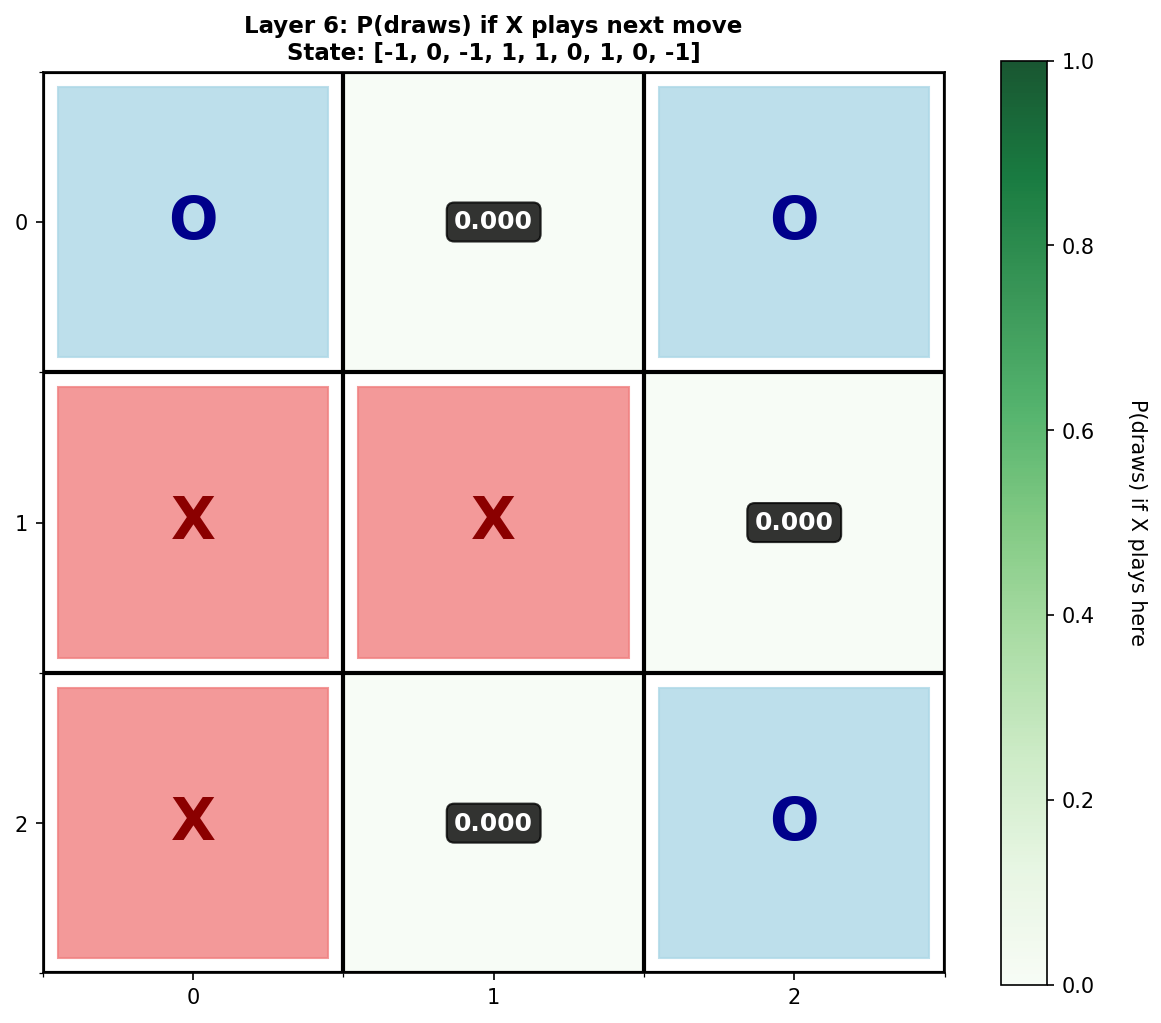 Layer 6: P(draws) if X plays next move
State: [-1, 0, -1, 1, 1, 0, 1, 0, -1]
0
O
0.000
O
1
X
X
0.000
2
X
0.000
O
0
1
2
1.0
0.8
0.6
0.4
0.2
0.0
P(draws) if X plays here